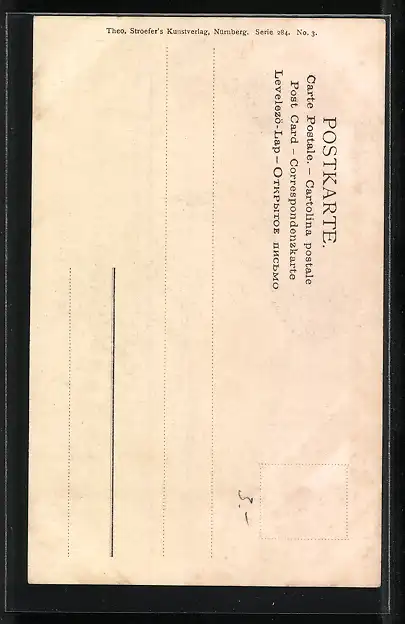 Theo. Stroefer's Kunstverlag, Nürnberg. Serie 284. No. 3.
POSTKARTE.
Carte Postale. – Cartolina postale
Post Card – Correspondenzkarte
Levelező-Lap – Открытое письмо
5.–